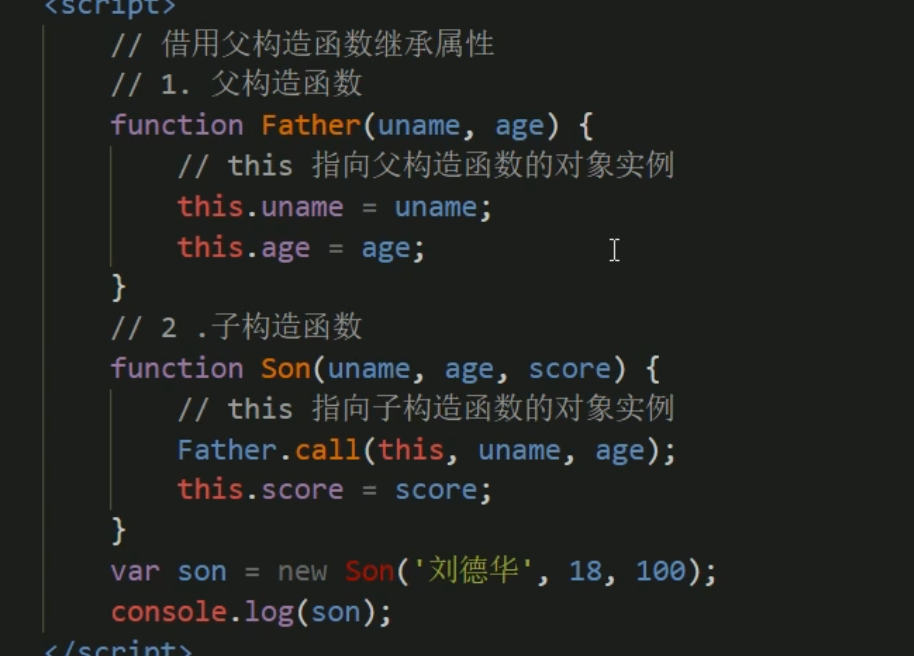 <script>
// 借用父构造函数继承属性
// 1. 父构造函数
function Father(uname, age) {
// this 指向父构造函数的对象实例
this.uname = uname;
this.age = age;
}
// 2 .子构造函数
function Son(uname, age, score) {
// this 指向子构造函数的对象实例
Father.call(this, uname, age);
this.score = score;
}
var son = new Son('刘德华', 18, 100);
console.log(son);
</script>